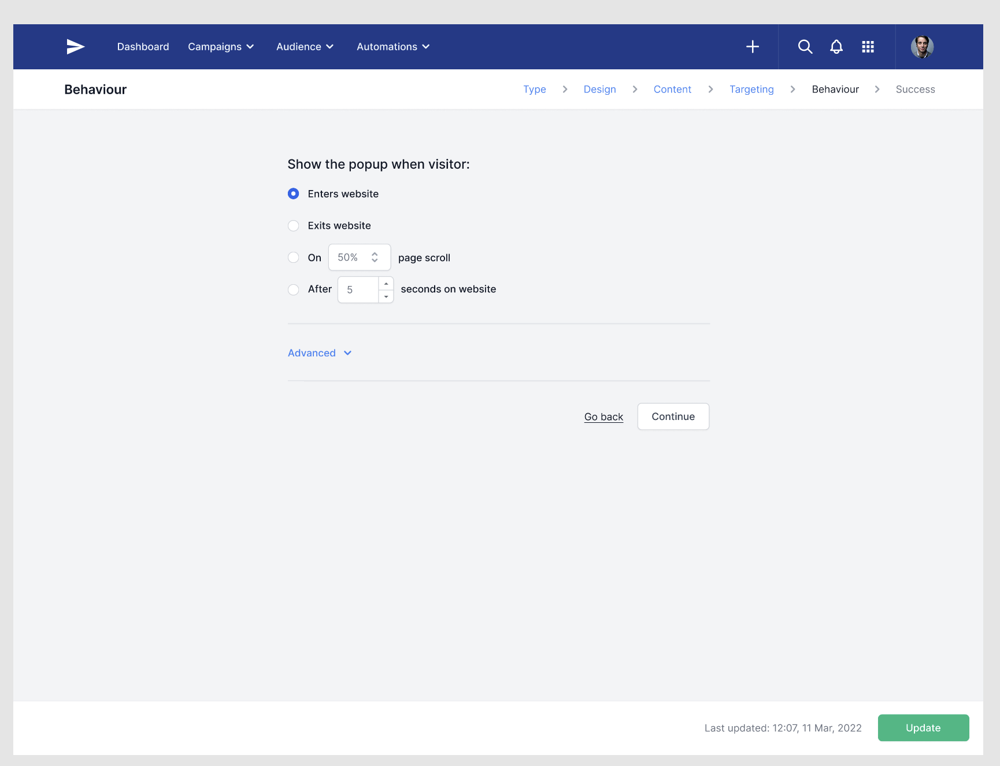 Dashboard Campaigns Audience Automations
Behaviour
Type Design Content Targeting Behaviour Success
Show the popup when visitor:
Enters website
Exits website
On 50% page scroll
After 5 seconds on website
Advanced
Go back Continue
Last updated: 12:07, 11 Mar, 2022 Update